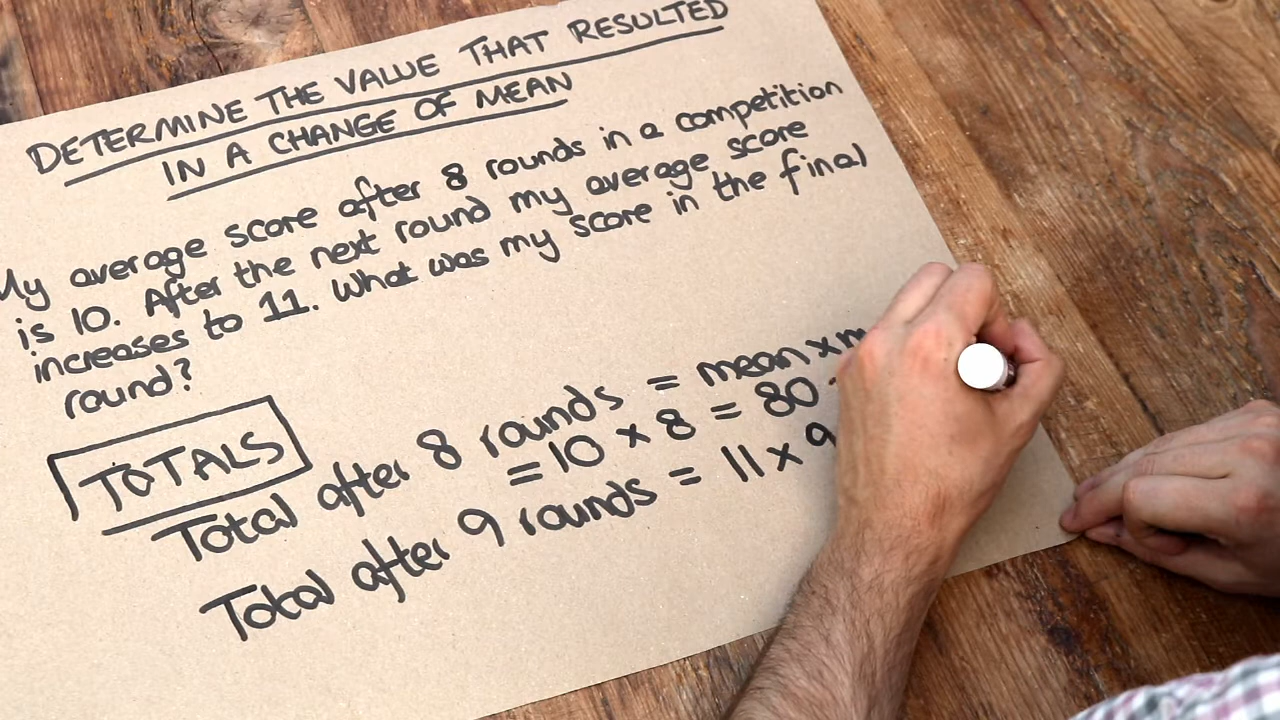 DETERMINE THE VALUE THAT RESULTED
IN A CHANGE OF MEAN
My average score after 8 rounds in a competition
is 10. After the next round my average score
increases to 11. What was my score in the final
round?
TOTALS
Total after 8 rounds = mean ×
= 10 × 8 = 80
Total after 9 rounds = 11 × 9